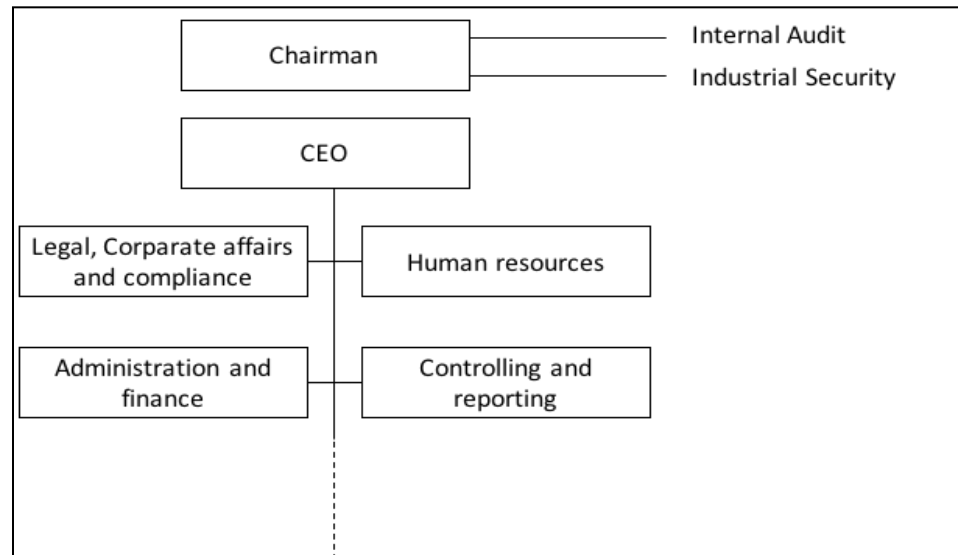 Chairman
Internal Audit
Industrial Security
CEO
Legal, Corparate affairs
and compliance
Human resources
Administration and
finance
Controlling and
reporting